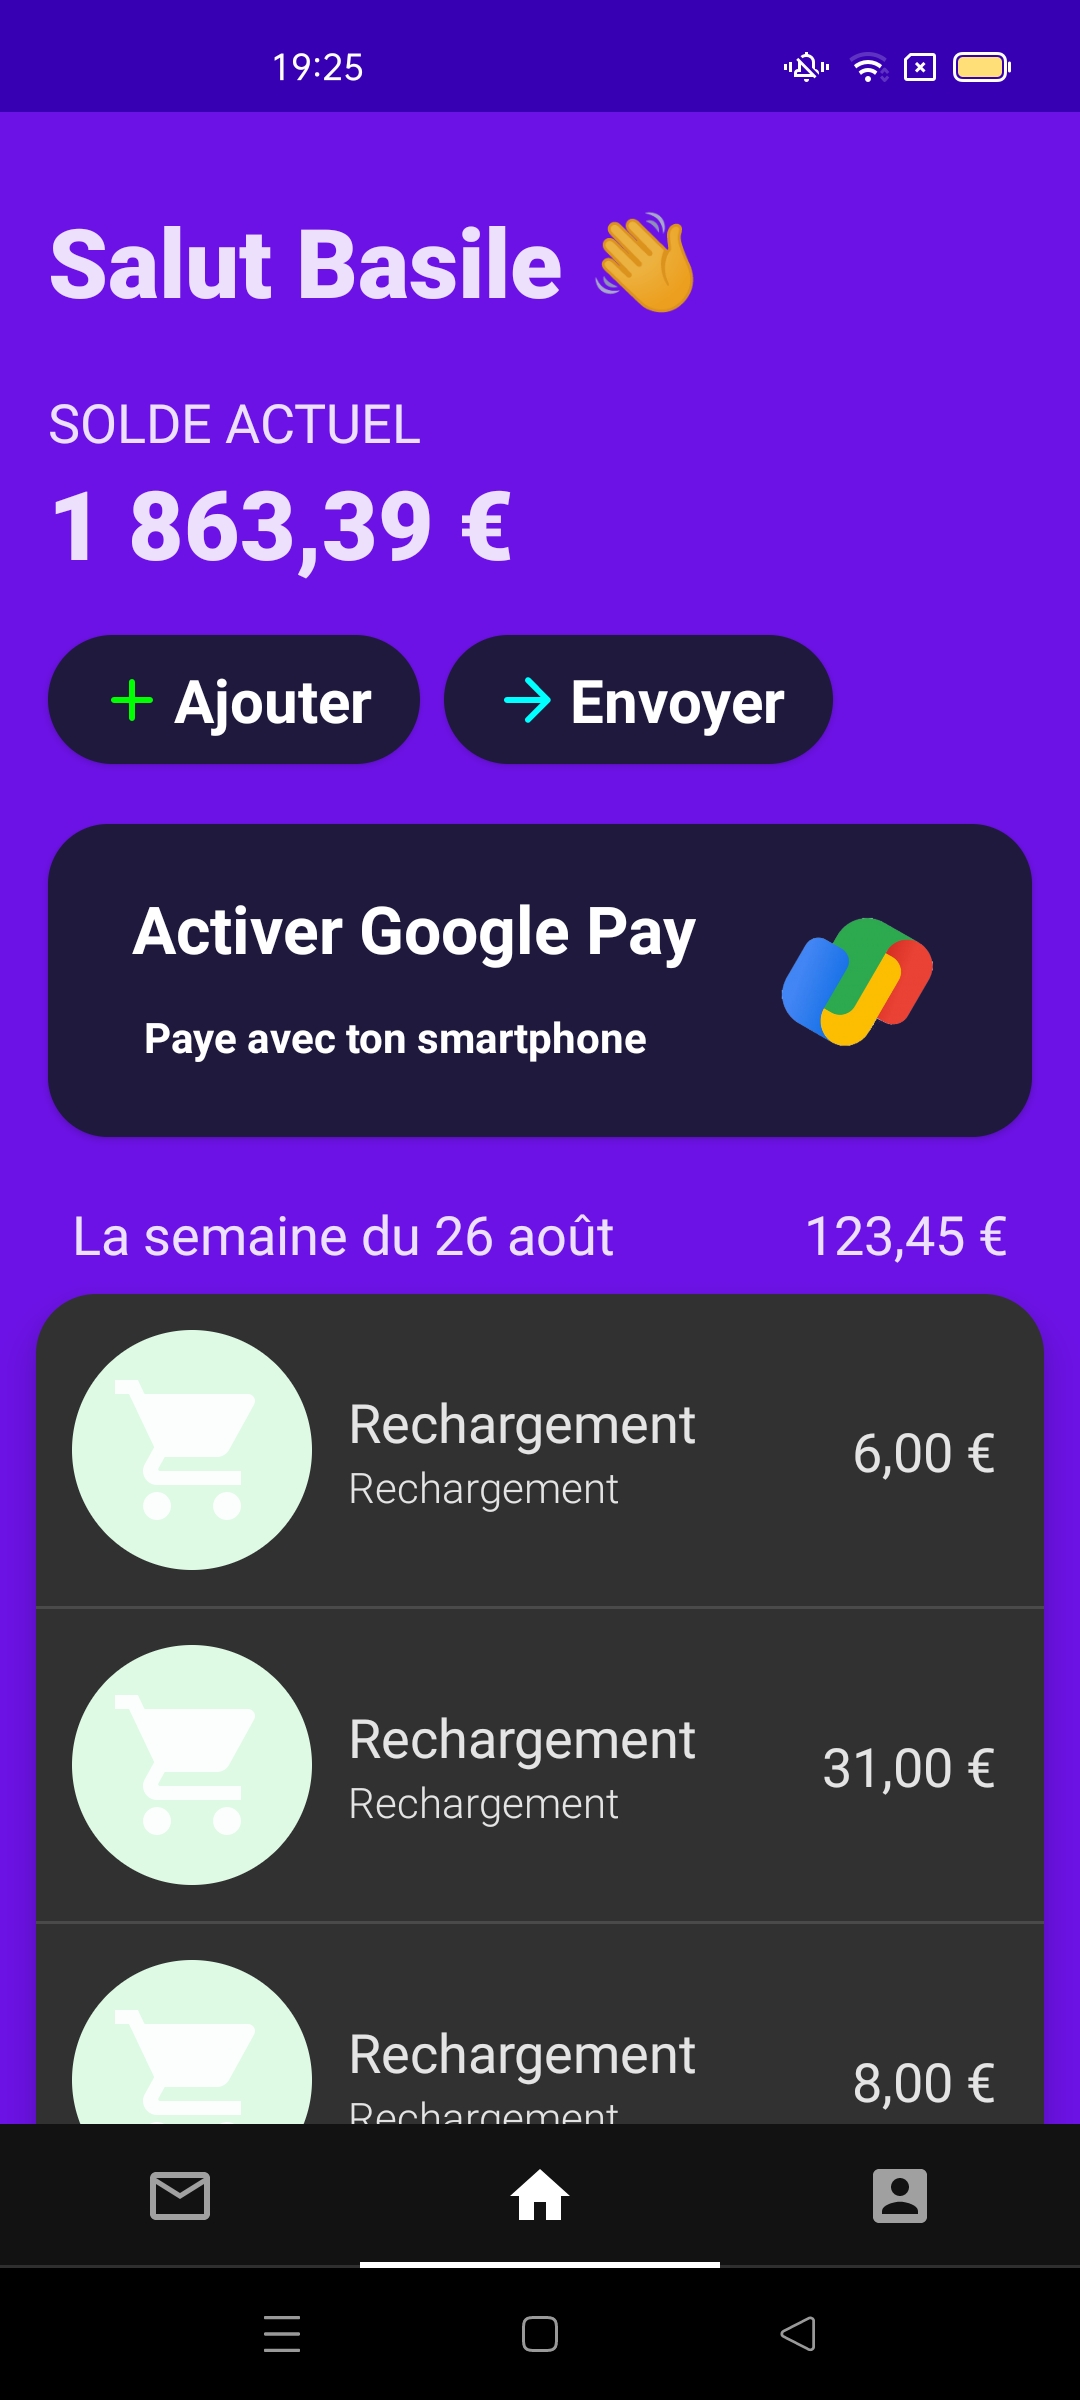 19:25
Salut Basile 👋
SOLDE ACTUEL
1 863,39 €
Ajouter
Envoyer
Activer Google Pay
Paye avec ton smartphone
La semaine du 26 août 123,45 €
Rechargement
Rechargement
6,00 €
Rechargement
Rechargement
31,00 €
Rechargement
Rechargement
8,00 €